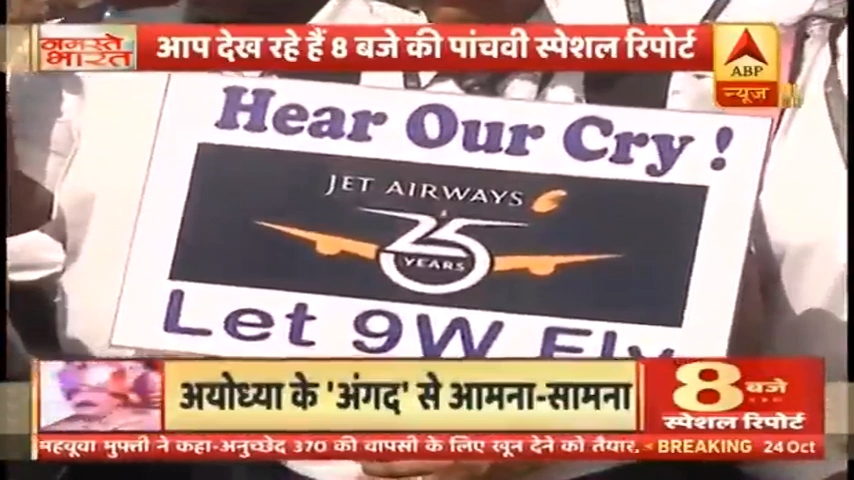 नमस्ते भारत
आप देख रहे हैं 8 बजे की पांचवी स्पेशल रिपोर्ट
ABP
न्यूज़
Hear Our Cry !
JET AIRWAYS
25
YEARS
Let 9W Fly
अयोध्या के 'अंगद' से आमना-सामना
8 बजे
स्पेशल रिपोर्ट
महबूबा मुफ्ती ने कहा-अनुच्छेद 370 की वापसी के लिए खून देने को तैयार. BREAKING 24 Oct